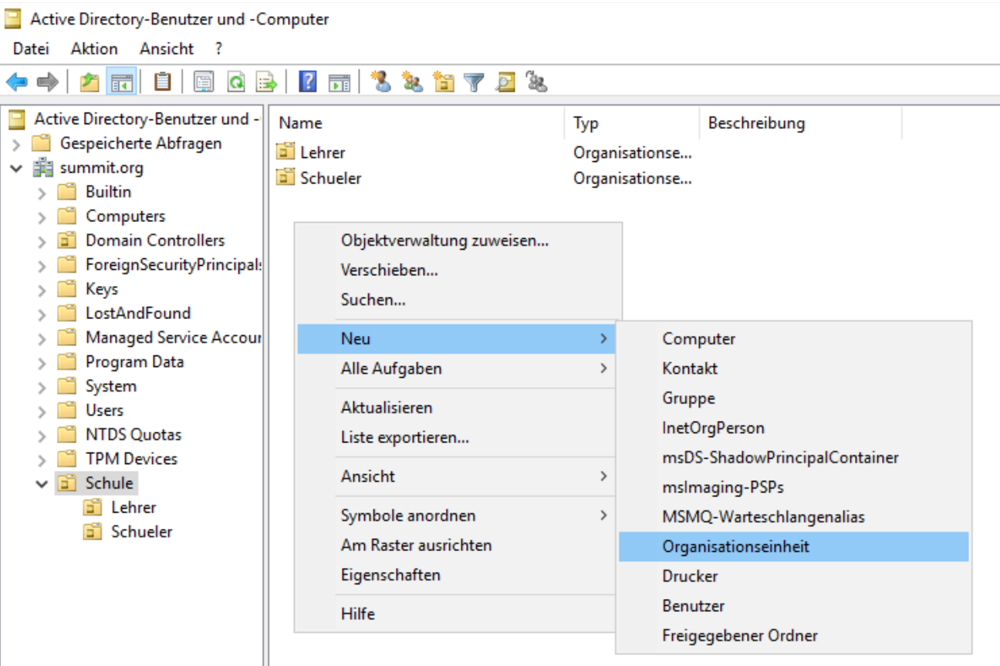 Active Directory-Benutzer und -Computer
Datei Aktion Ansicht ?
Active Directory-Benutzer und -
Gespeicherte Abfragen
summit.org
Builtin
Computers
Domain Controllers
ForeignSecurityPrincipals
Keys
LostAndFound
Managed Service Accour
Program Data
System
Users
NTDS Quotas
TPM Devices
Schule
Lehrer
Schueler
Name Typ Beschreibung
Lehrer Organisationse...
Schueler Organisationse...
Objektverwaltung zuweisen...
Verschieben...
Suchen...
Neu
Alle Aufgaben
Aktualisieren
Liste exportieren...
Ansicht
Symbole anordnen
Am Raster ausrichten
Eigenschaften
Hilfe
Computer
Kontakt
Gruppe
InetOrgPerson
msDS-ShadowPrincipalContainer
msImaging-PSPs
MSMQ-Warteschlangenalias
Organisationseinheit
Drucker
Benutzer
Freigegebener Ordner